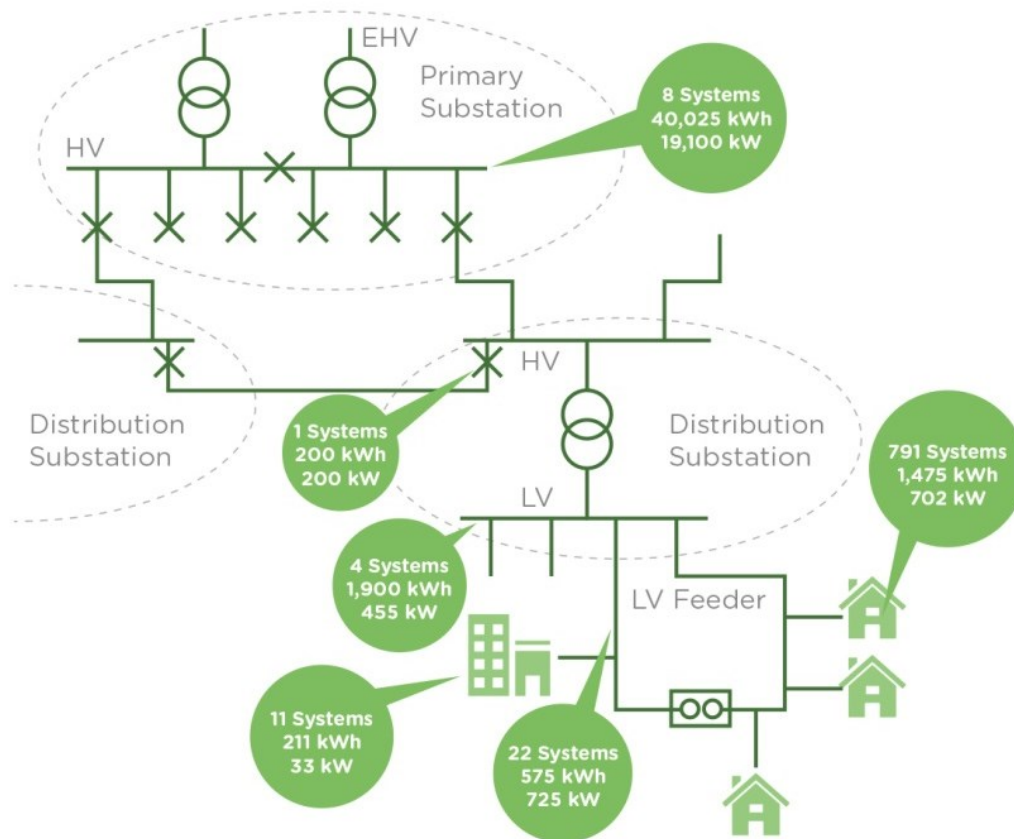 EHV
Primary
Substation
8 Systems
40,025 kWh
19,100 kW
HV
HV
Distribution
Substation
1 Systems
200 kWh
200 kW
Distribution
Substation
791 Systems
1,475 kWh
702 kW
LV
4 Systems
1,900 kWh
455 kW
LV Feeder
11 Systems
211 kWh
33 kW
22 Systems
575 kWh
725 kW